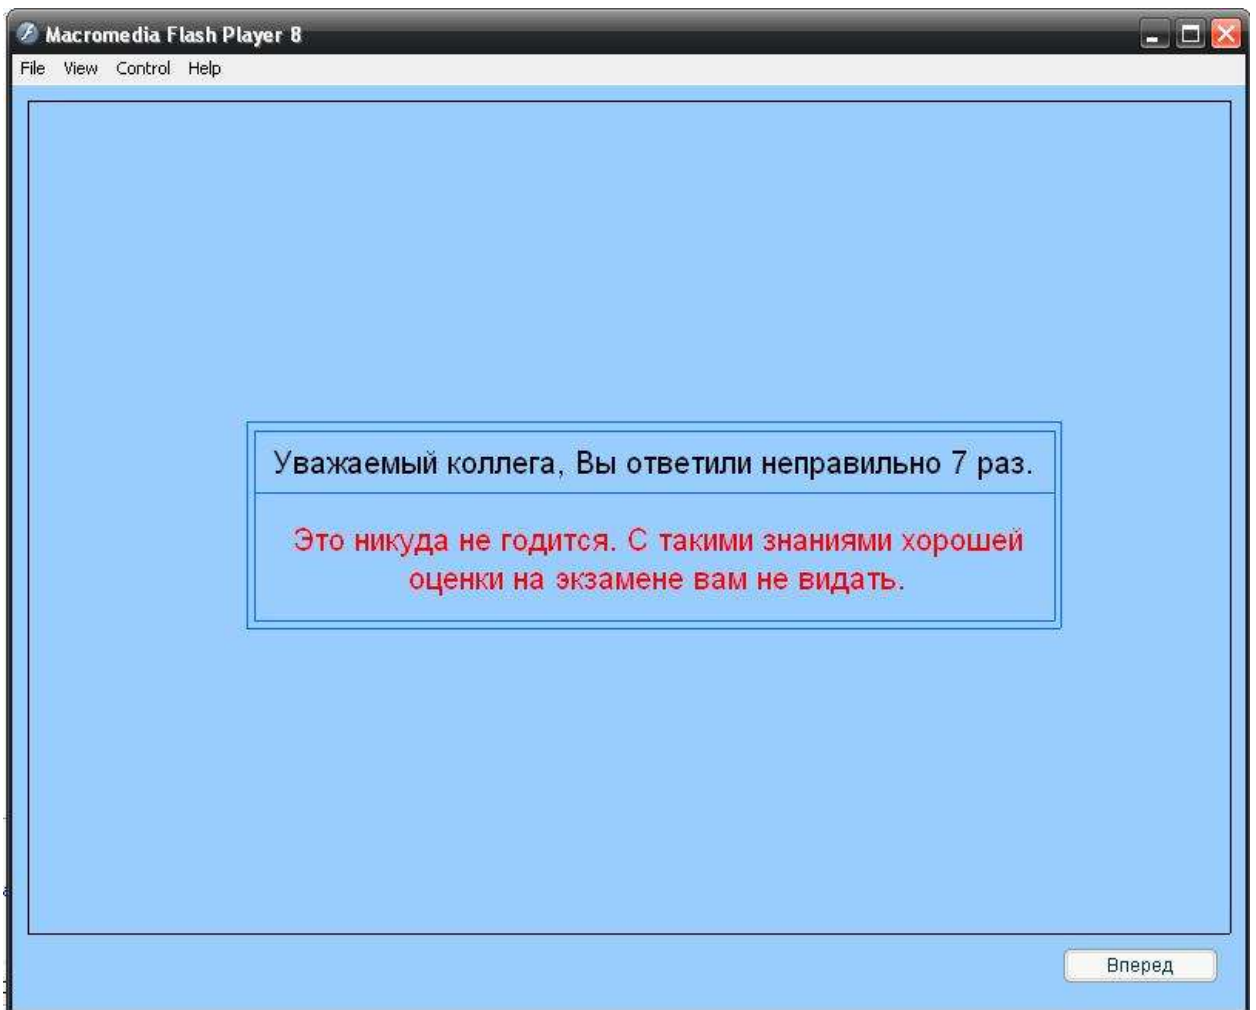 Macromedia Flash Player 8
File View Control Help
Уважаемый коллега, Вы ответили неправильно 7 раз.
Это никуда не годится. С такими знаниями хорошей
оценки на экзамене вам не видать.
Вперед